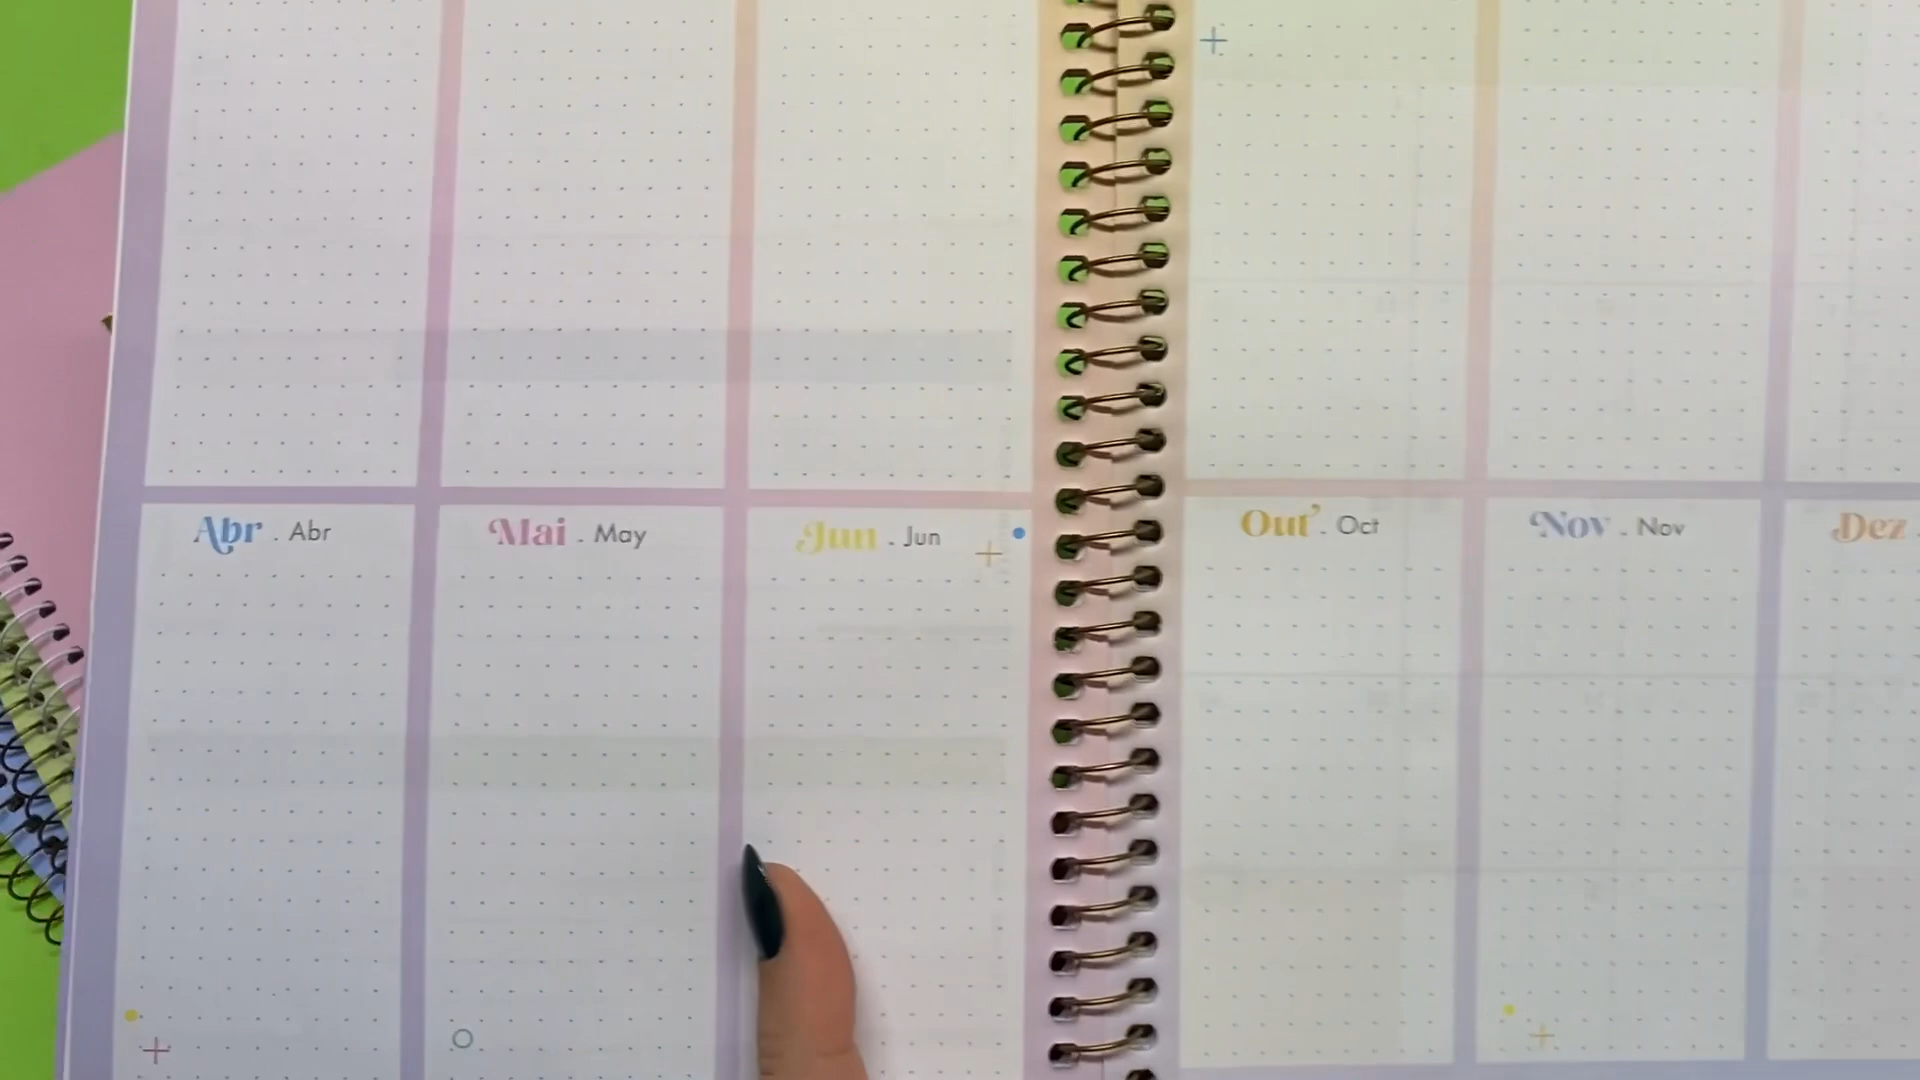 Abr . Abr
Mai . May
Jun . Jun
Out . Oct
Nov . Nov
Dez